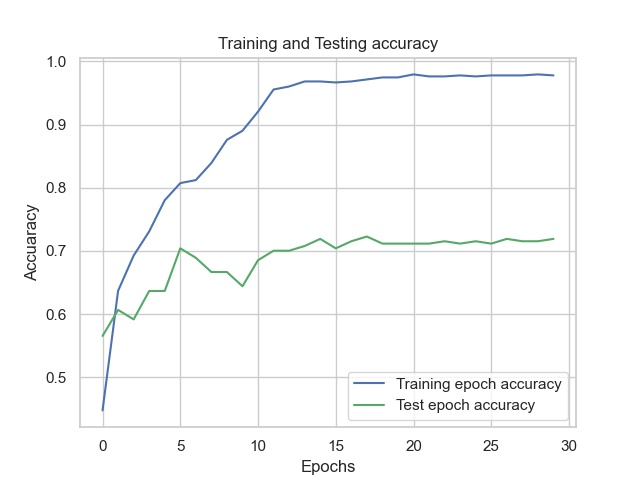 Training and Testing accuracy
1.0
0.9
0.8
0.7
0.6
0.5
Accuaracy
0 5 10 15 20 25 30
Epochs
Training epoch accuracy
Test epoch accuracy